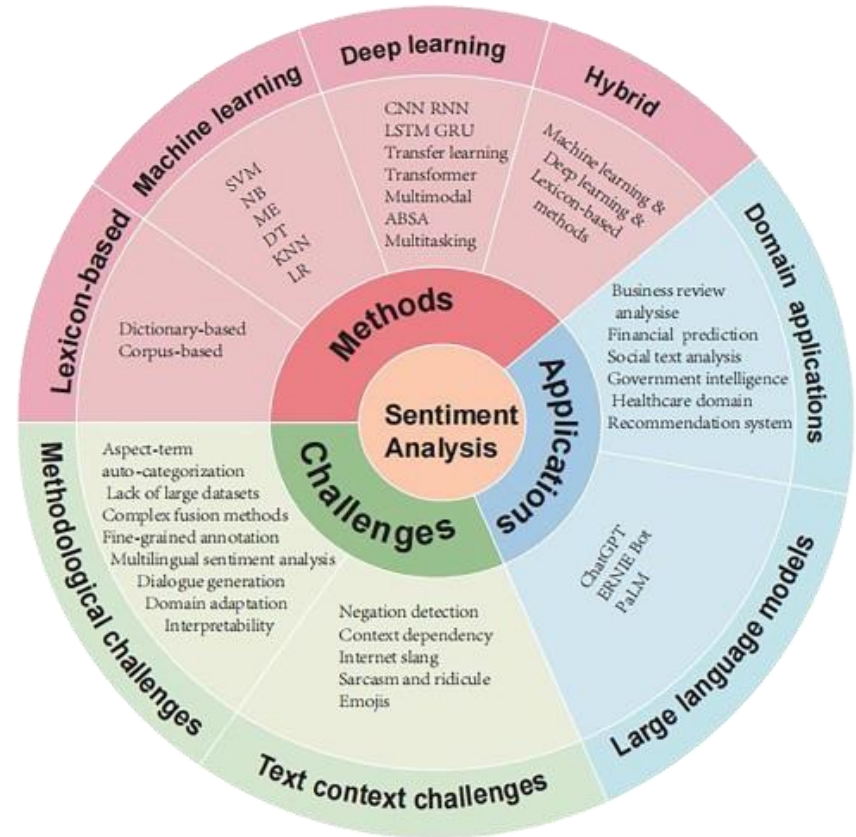 Sentiment
Analysis
Methods
Lexicon-based
Dictionary-based
Corpus-based
Machine learning
SVM
NB
ME
DT
KNN
LR
Deep learning
CNN RNN
LSTM GRU
Transfer learning
Transformer
Multimodal
ABSA
Multitasking
Hybrid
Machine learning &
Deep learning &
Lexicon-based
methods
Applications
Domain applications
Business review
analysise
Financial prediction
Social text analysis
Government intelligence
Healthcare domain
Recommendation system
Large language models
ChatGPT
ERNIE Bot
PaLM
Challenges
Text context challenges
Negation detection
Context dependency
Internet slang
Sarcasm and ridicule
Emojis
Methodological challenges
Aspect-term
auto-categorization
Lack of large datasets
Complex fusion methods
Fine-grained annotation
Multilingual sentiment analysis
Dialogue generation
Domain adaptation
Interpretability